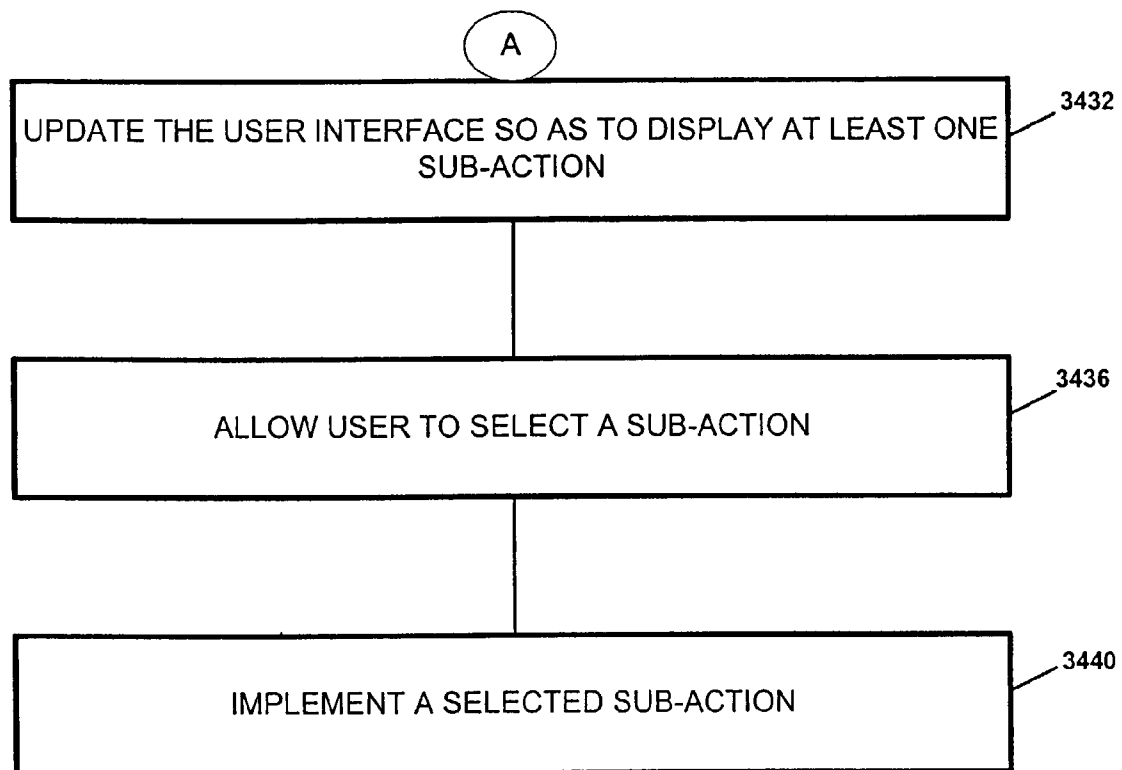 A
3432
UPDATE THE USER INTERFACE SO AS TO DISPLAY AT LEAST ONE
SUB-ACTION
3436
ALLOW USER TO SELECT A SUB-ACTION
3440
IMPLEMENT A SELECTED SUB-ACTION